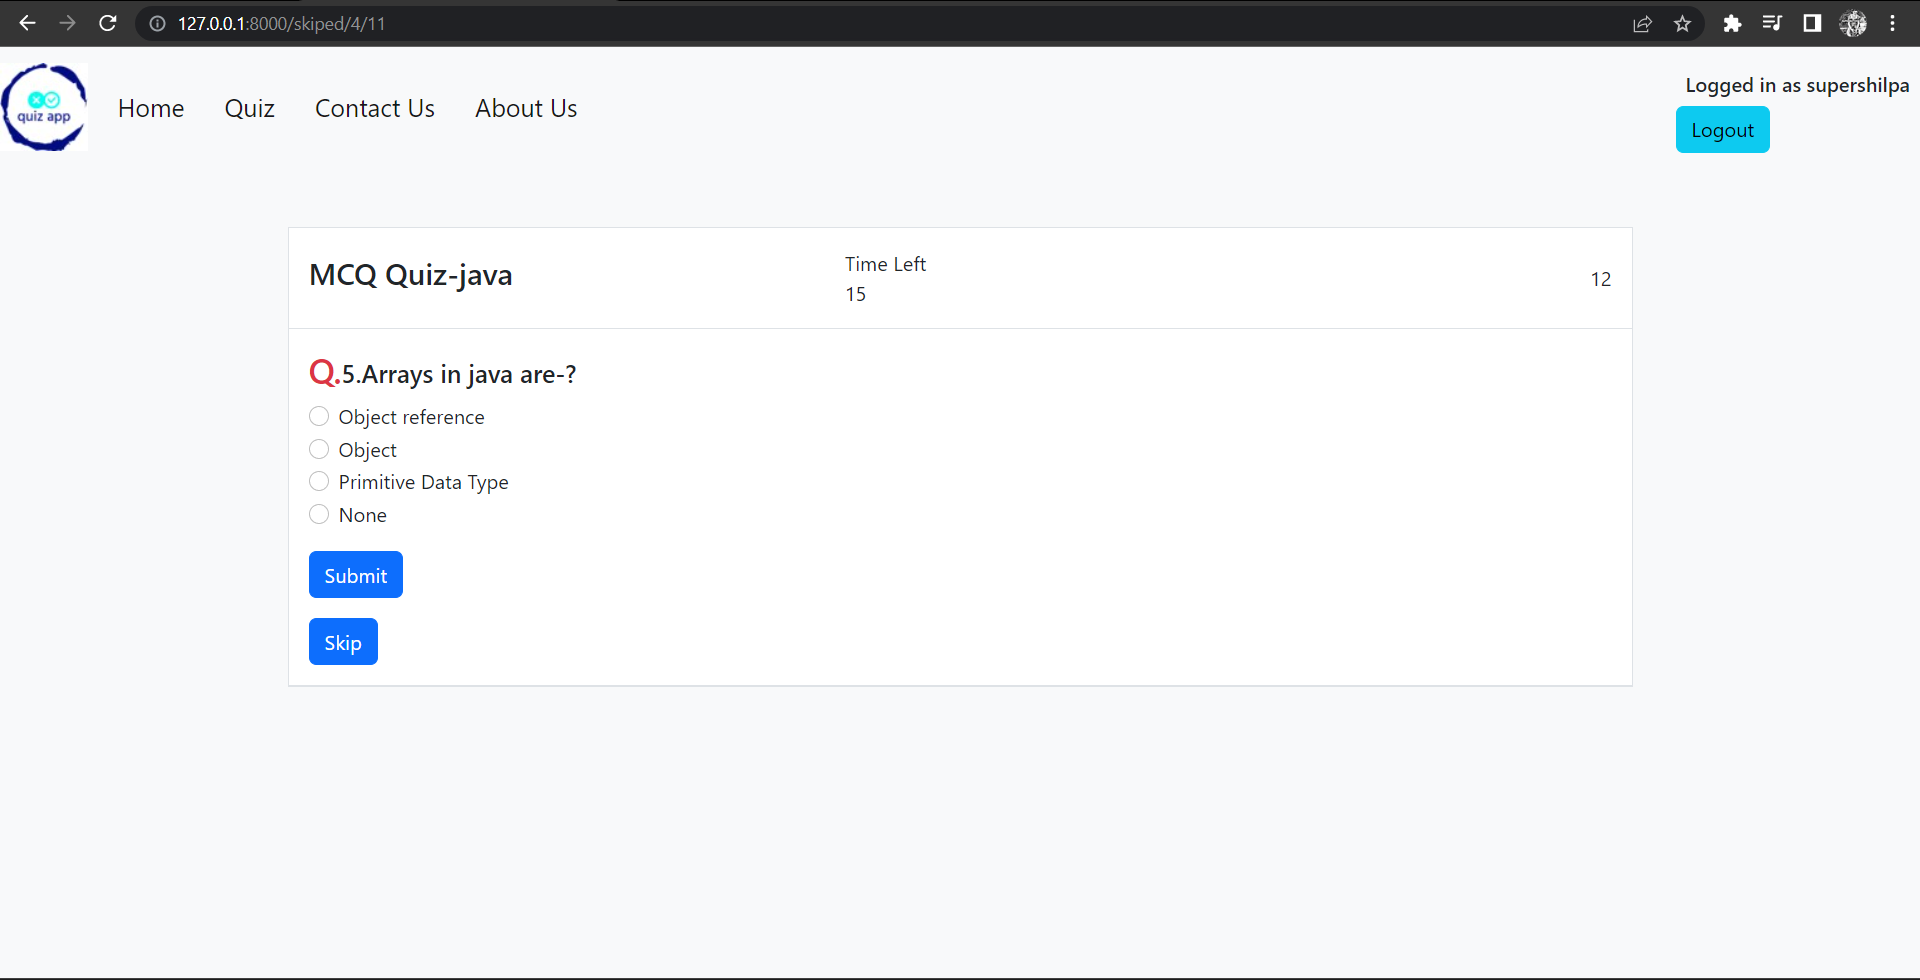 127.0.0.1:8000/skiped/4/11
quiz app
Home
Quiz
Contact Us
About Us
Logged in as supershilpa
Logout
MCQ Quiz-java
Time Left
15
12
Q.5.Arrays in java are-?
Object reference
Object
Primitive Data Type
None
Submit
Skip